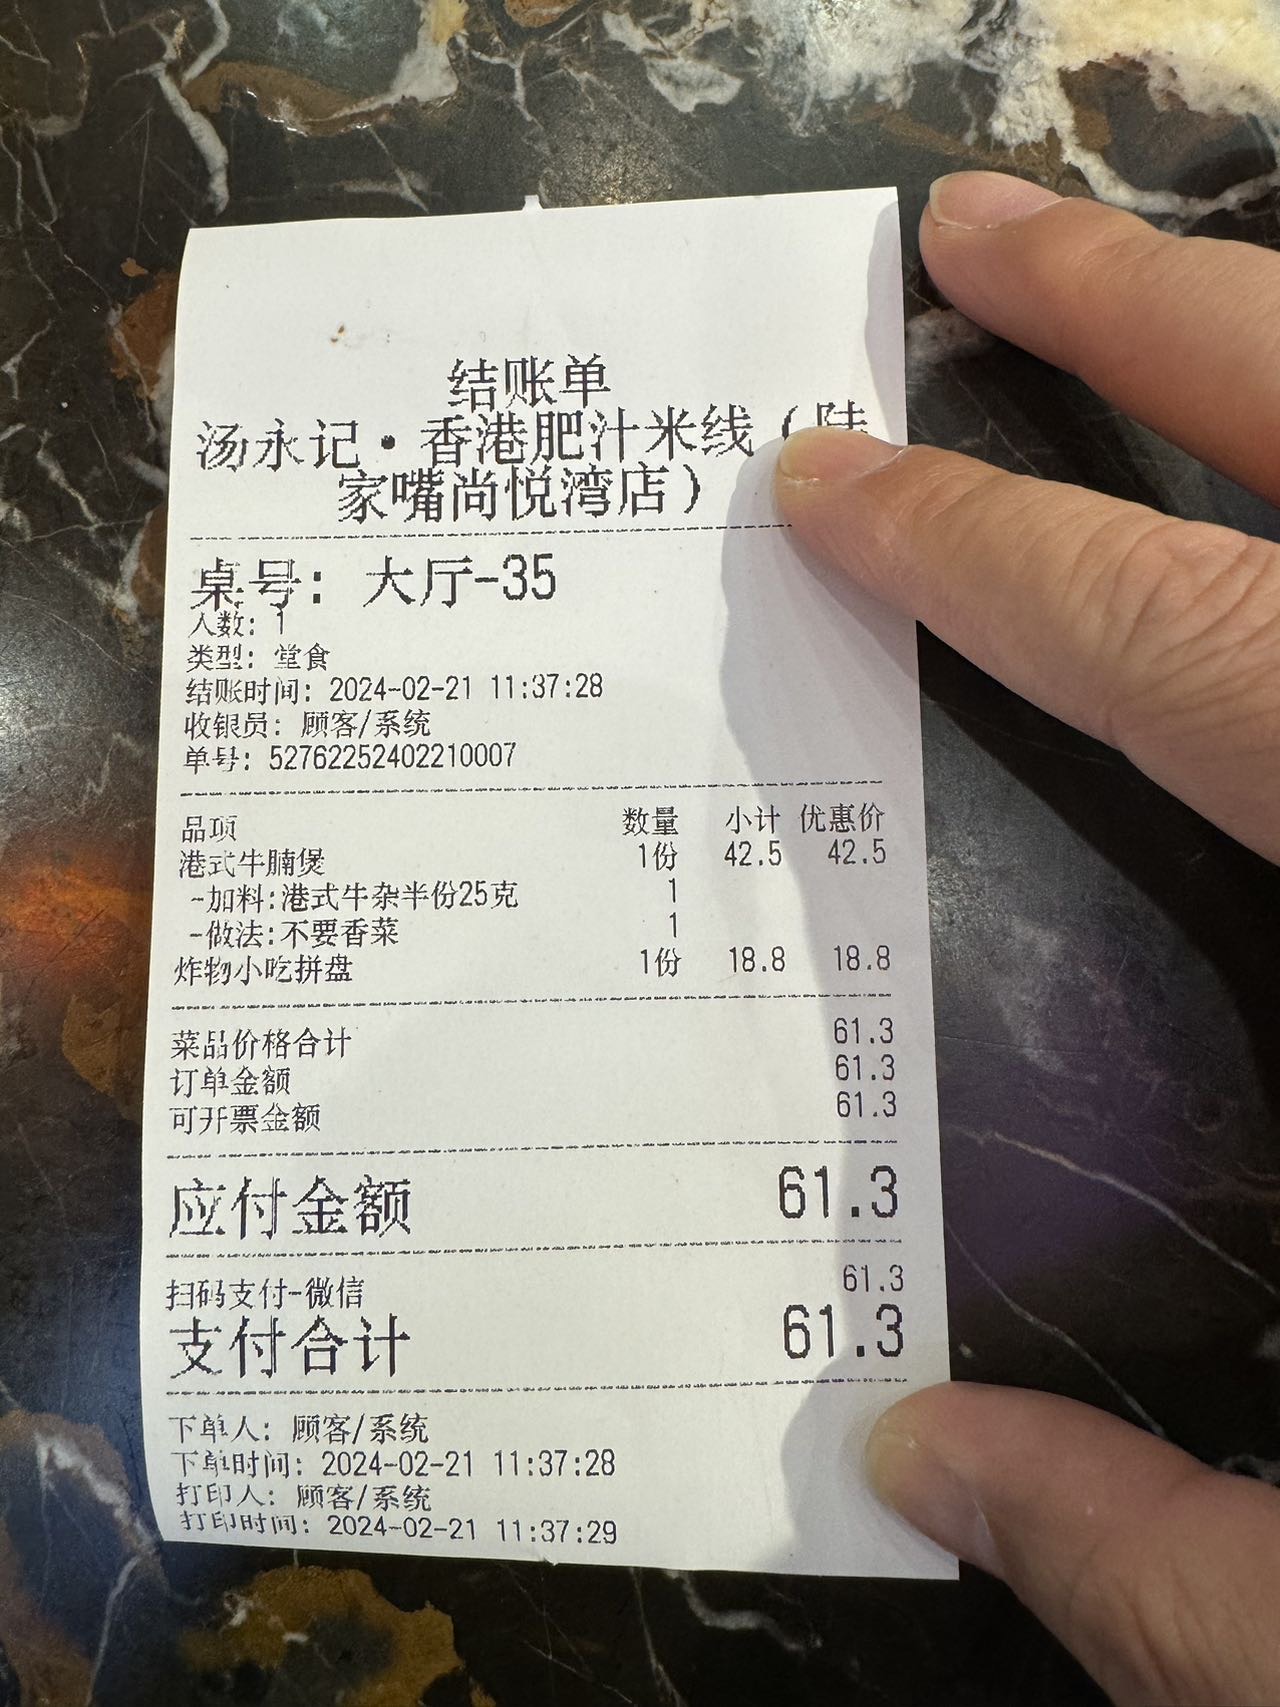 结账单
汤永记·香港肥汁米线（陆
家嘴尚悦湾店）
桌号：大厅-35
人数：1
类型：堂食
结账时间：2024-02-21 11:37:28
收银员：顾客/系统
单号：52762252402210007
品项 数量 小计 优惠价
港式牛腩煲 1份 42.5 42.5
-加料:港式牛杂半份25克 1
-做法:不要香菜 1
炸物小吃拼盘 1份 18.8 18.8
菜品价格合计 61.3
订单金额 61.3
可开票金额 61.3
应付金额 61.3
扫码支付-微信 61.3
支付合计 61.3
下单人：顾客/系统
下单时间：2024-02-21 11:37:28
打印人：顾客/系统
打印时间：2024-02-21 11:37:29